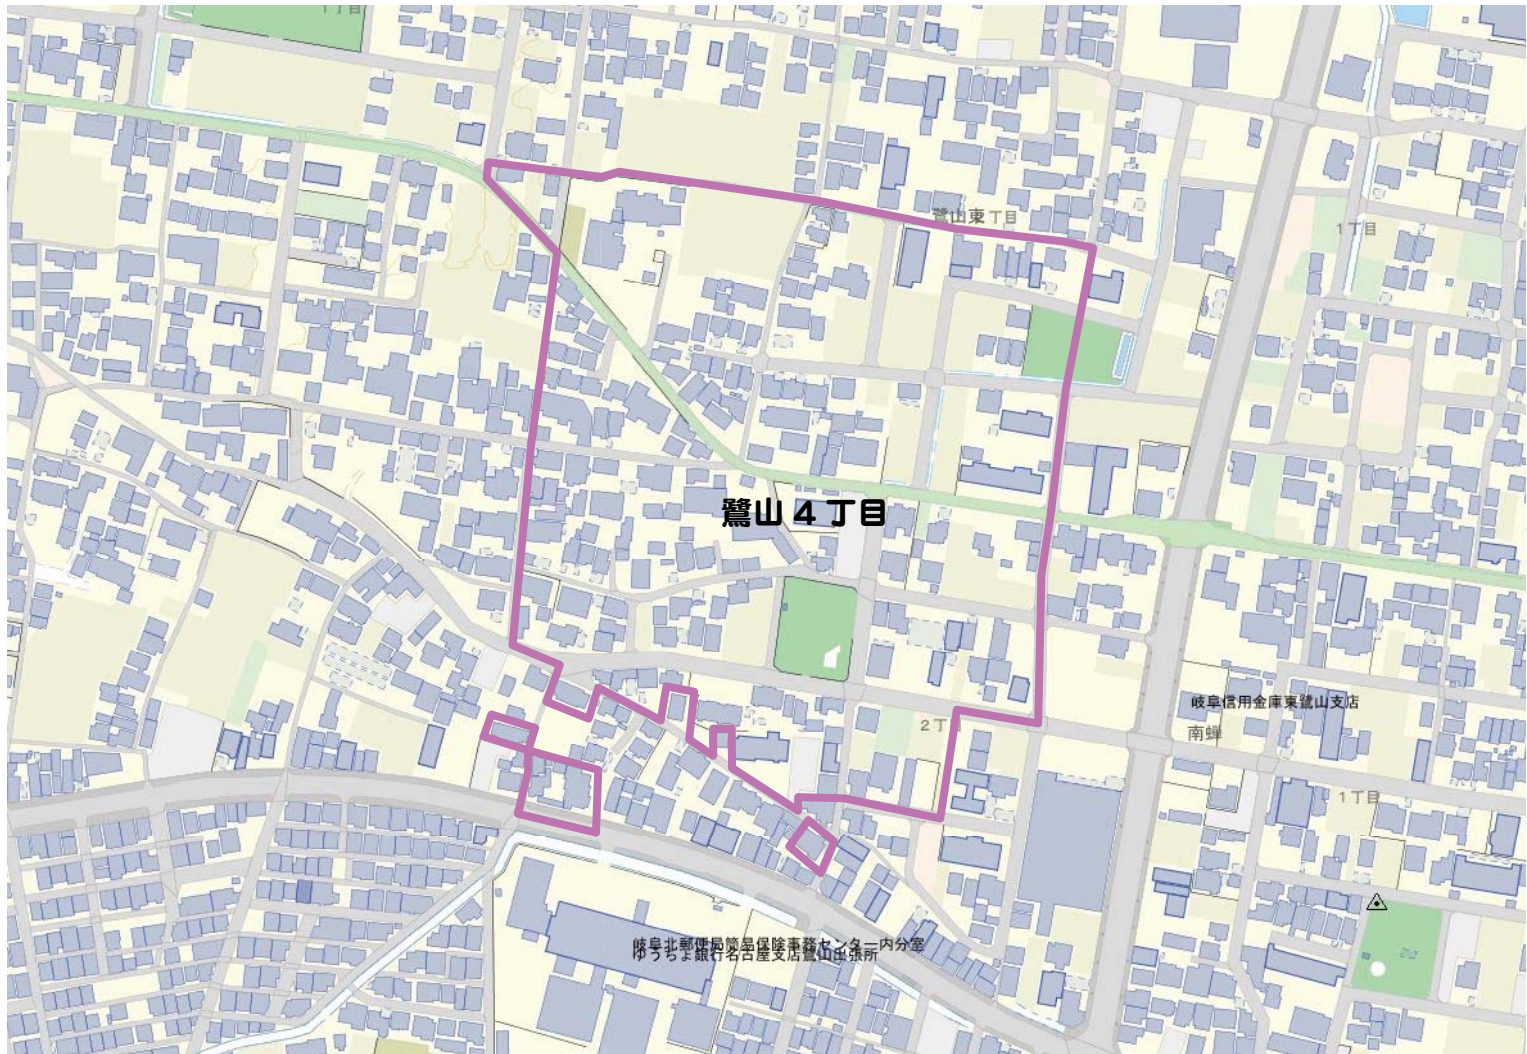 1丁目
鷺山東1丁目
1丁目
鷺山４丁目
岐阜信用金庫東鷺山支店
2丁目
南蝉
1丁目
岐阜北郵便局簡易保険事務センター内分室
ゆうちょ銀行名古屋支店鷺山出張所